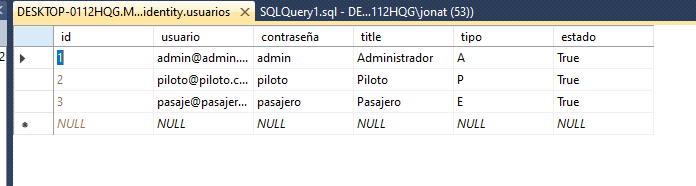 DESKTOP-0112HQG.M...identity.usuarios SQLQuery1.sql - DE...112HQG\jonat (53))
id usuario contraseña title tipo estado
1 admin@admin.... admin Administrador A True
2 piloto@piloto.c... piloto Piloto P True
3 pasaje@pasajer... pasajero Pasajero E True
NULL NULL NULL NULL NULL NULL